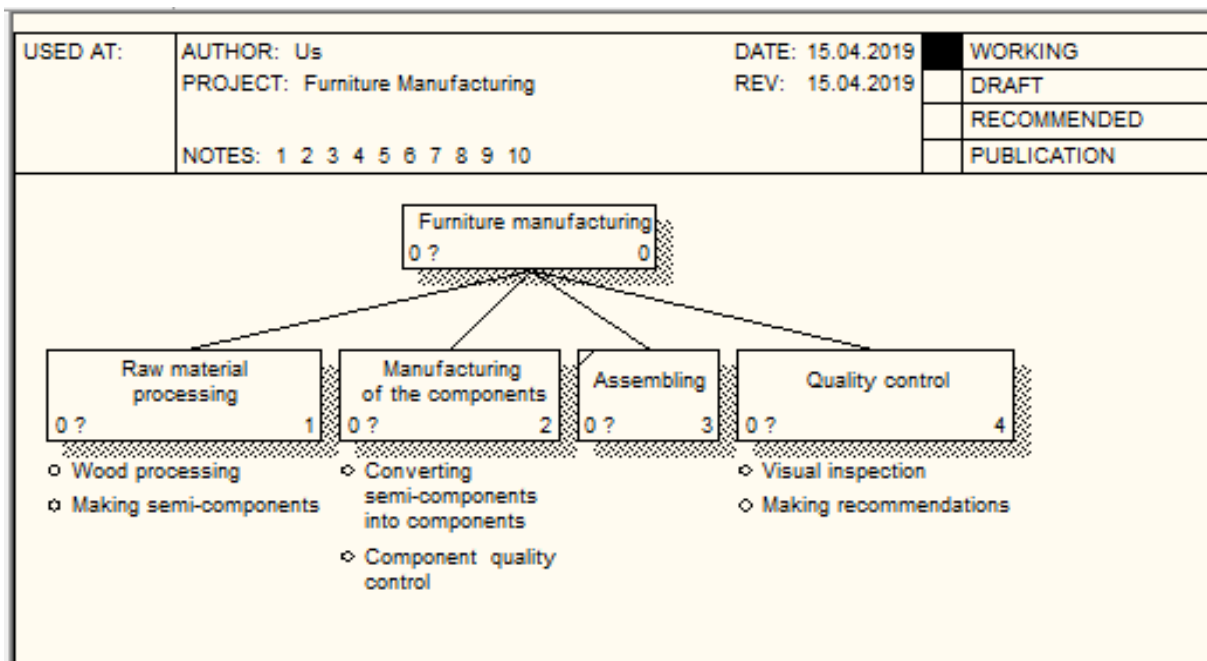 USED AT:
AUTHOR: Us
DATE: 15.04.2019
WORKING
PROJECT: Furniture Manufacturing
REV: 15.04.2019
DRAFT
RECOMMENDED
NOTES: 1 2 3 4 5 6 7 8 9 10
PUBLICATION
Furniture manufacturing
0 ? 0
Raw material
processing
0 ? 1
Manufacturing
of the components
0 ? 2
Assembling
0 ? 3
Quality control
0 ? 4
Wood processing
Making semi-components
Converting
semi-components
into components
Component quality
control
Visual inspection
Making recommendations